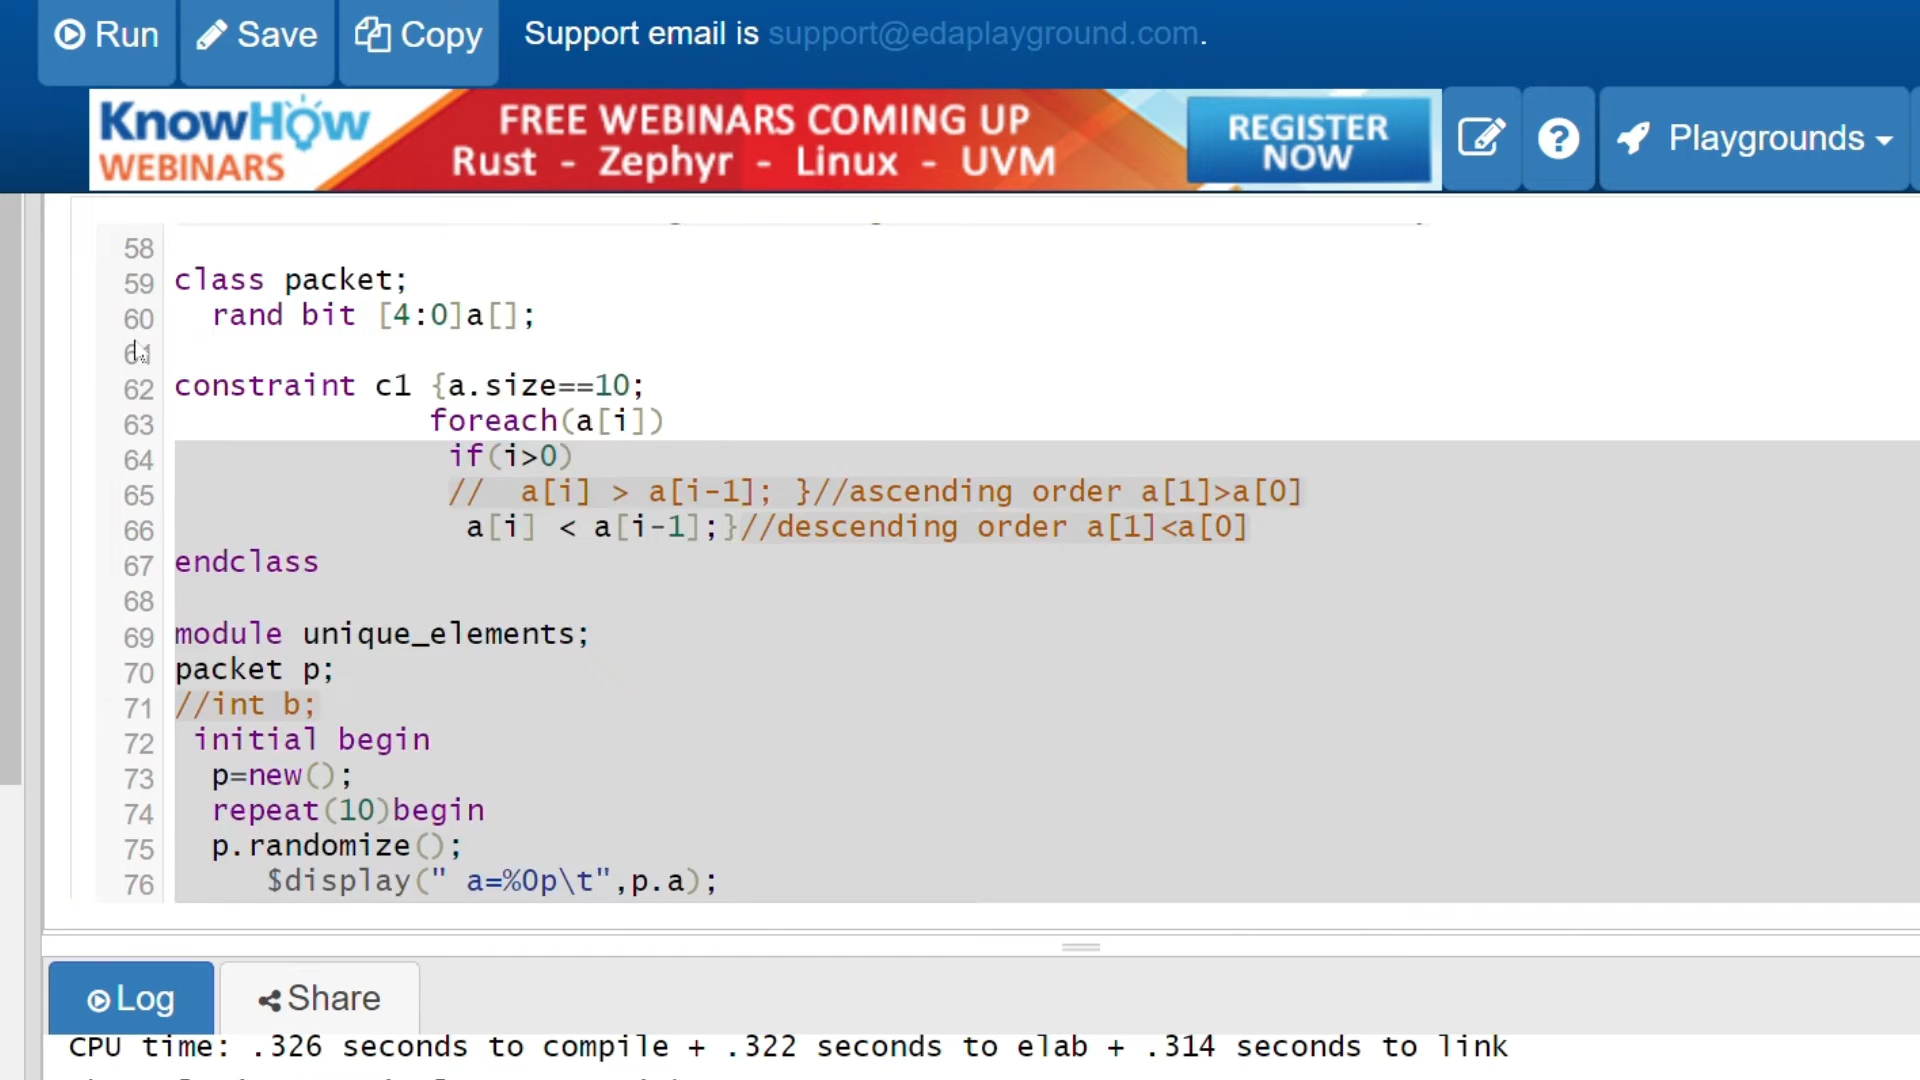 Run Save Copy Support email is support@edaplayground.com.
KnowHow WEBINARS
FREE WEBINARS COMING UP
Rust - Zephyr - Linux - UVM
REGISTER NOW
? Playgrounds
58
59 class packet;
60   rand bit [4:0]a[];
61
62 constraint c1 {a.size==10;
63               foreach(a[i])
64                if(i>0)
65                //  a[i] > a[i-1]; }//ascending order a[1]>a[0]
66                 a[i] < a[i-1];}//descending order a[1]<a[0]
67 endclass
68
69 module unique_elements;
70 packet p;
71 //int b;
72  initial begin
73   p=new();
74   repeat(10)begin
75   p.randomize();
76      $display(" a=%0p\t",p.a);
Log Share
CPU time: .326 seconds to compile + .322 seconds to elab + .314 seconds to link